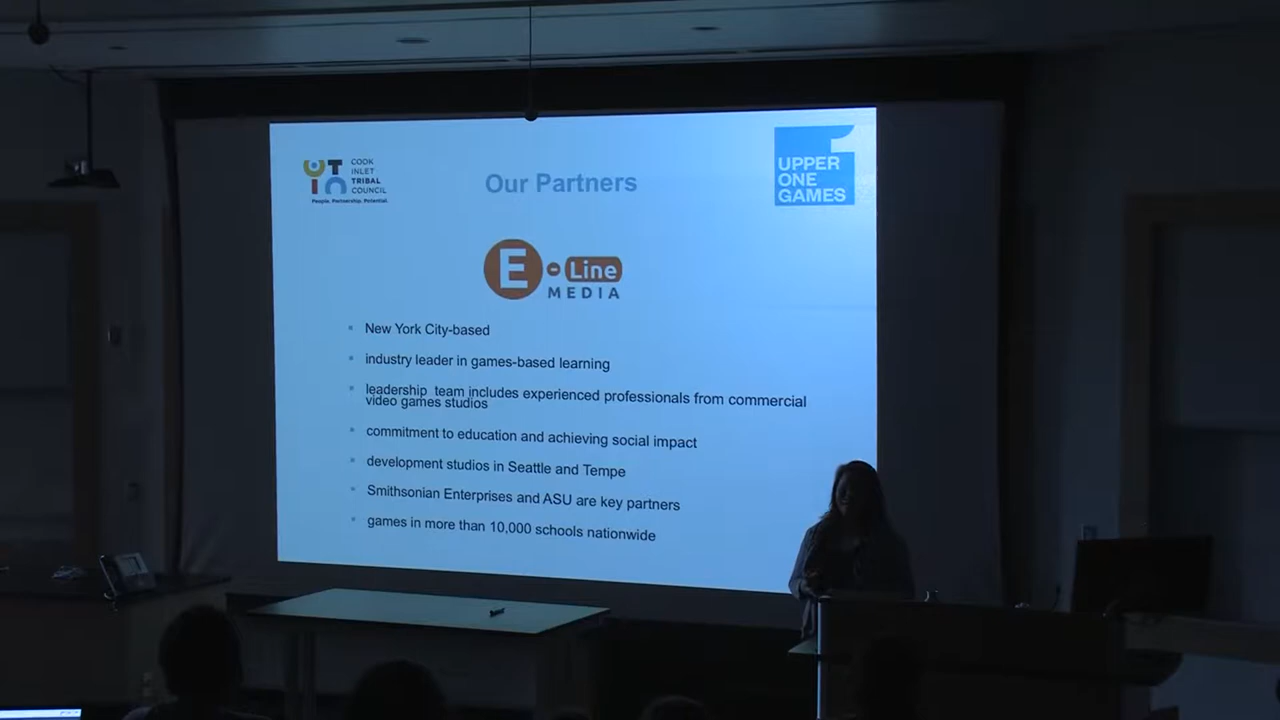 COOK
INLET
TRIBAL
COUNCIL
People. Partnership. Potential.
Our Partners
UPPER
ONE
GAMES
E-Line
MEDIA
New York City-based
industry leader in games-based learning
leadership team includes experienced professionals from commercial
video games studios
commitment to education and achieving social impact
development studios in Seattle and Tempe
Smithsonian Enterprises and ASU are key partners
games in more than 10,000 schools nationwide